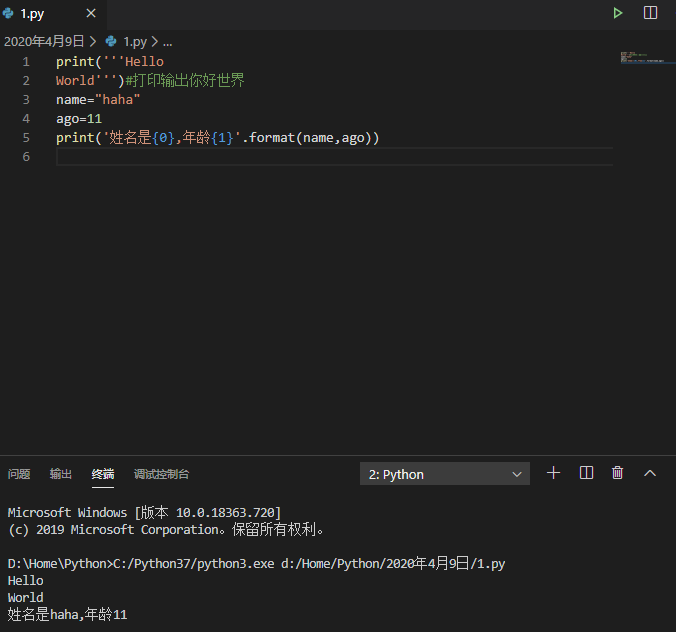 1.py
2020年4月9日 > 1.py > ...
1 print('''Hello
2 World''')#打印输出你好世界
3 name="haha"
4 ago=11
5 print('姓名是{0},年龄{1}'.format(name,ago))
6
问题 输出 终端 调试控制台 2: Python
Microsoft Windows [版本 10.0.18363.720]
(c) 2019 Microsoft Corporation。保留所有权利。
D:\Home\Python>C:/Python37/python3.exe d:/Home/Python/2020年4月9日/1.py
Hello
World
姓名是haha,年龄11